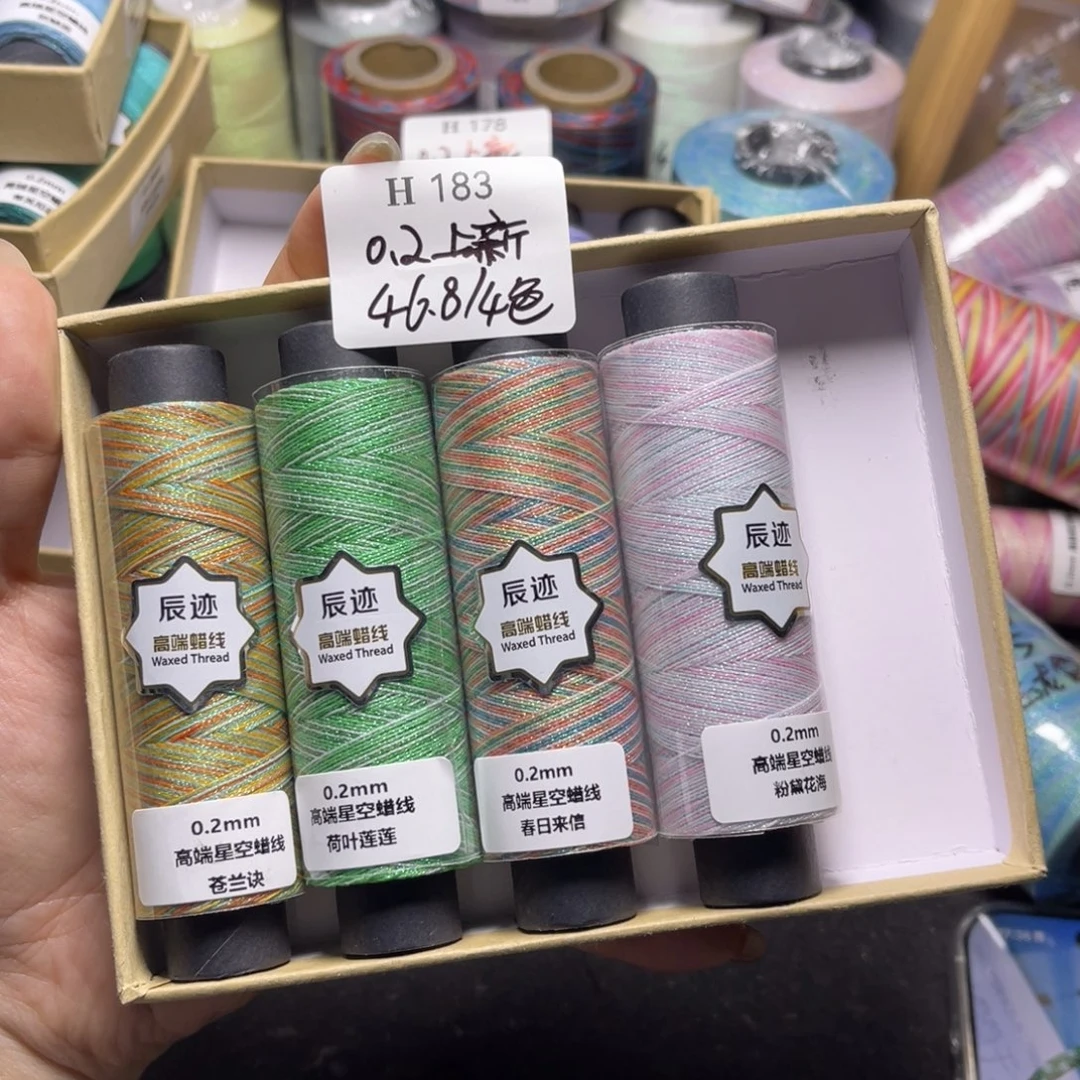 H 178
H 183
0.2上新
46.8/4色
辰迹
高端蜡线
Waxed Thread
0.2mm
高端星空蜡线
苍兰诀
辰迹
高端蜡线
Waxed Thread
0.2mm
高端星空蜡线
荷叶莲莲
辰迹
高端蜡线
Waxed Thread
0.2mm
高端星空蜡线
春日来信
辰迹
高端蜡线
Waxed Thread
0.2mm
高端星空蜡线
粉黛花海
0.2mm